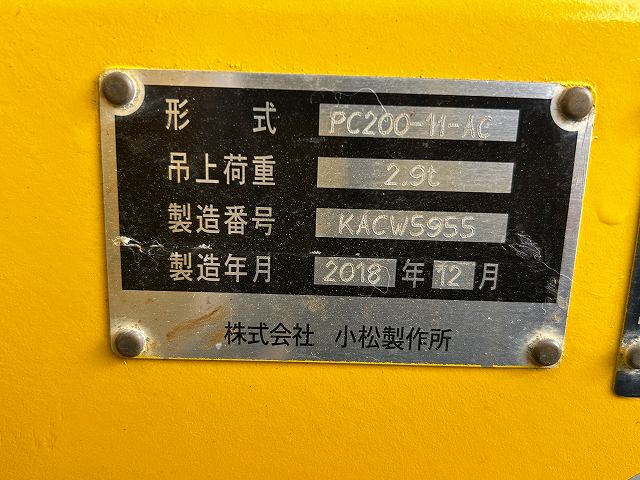 形 式 PC200-11-AC
吊上荷重 2.9t
製造番号 KACW5955
製造年月 2018 年 12 月
株式会社 小松製作所